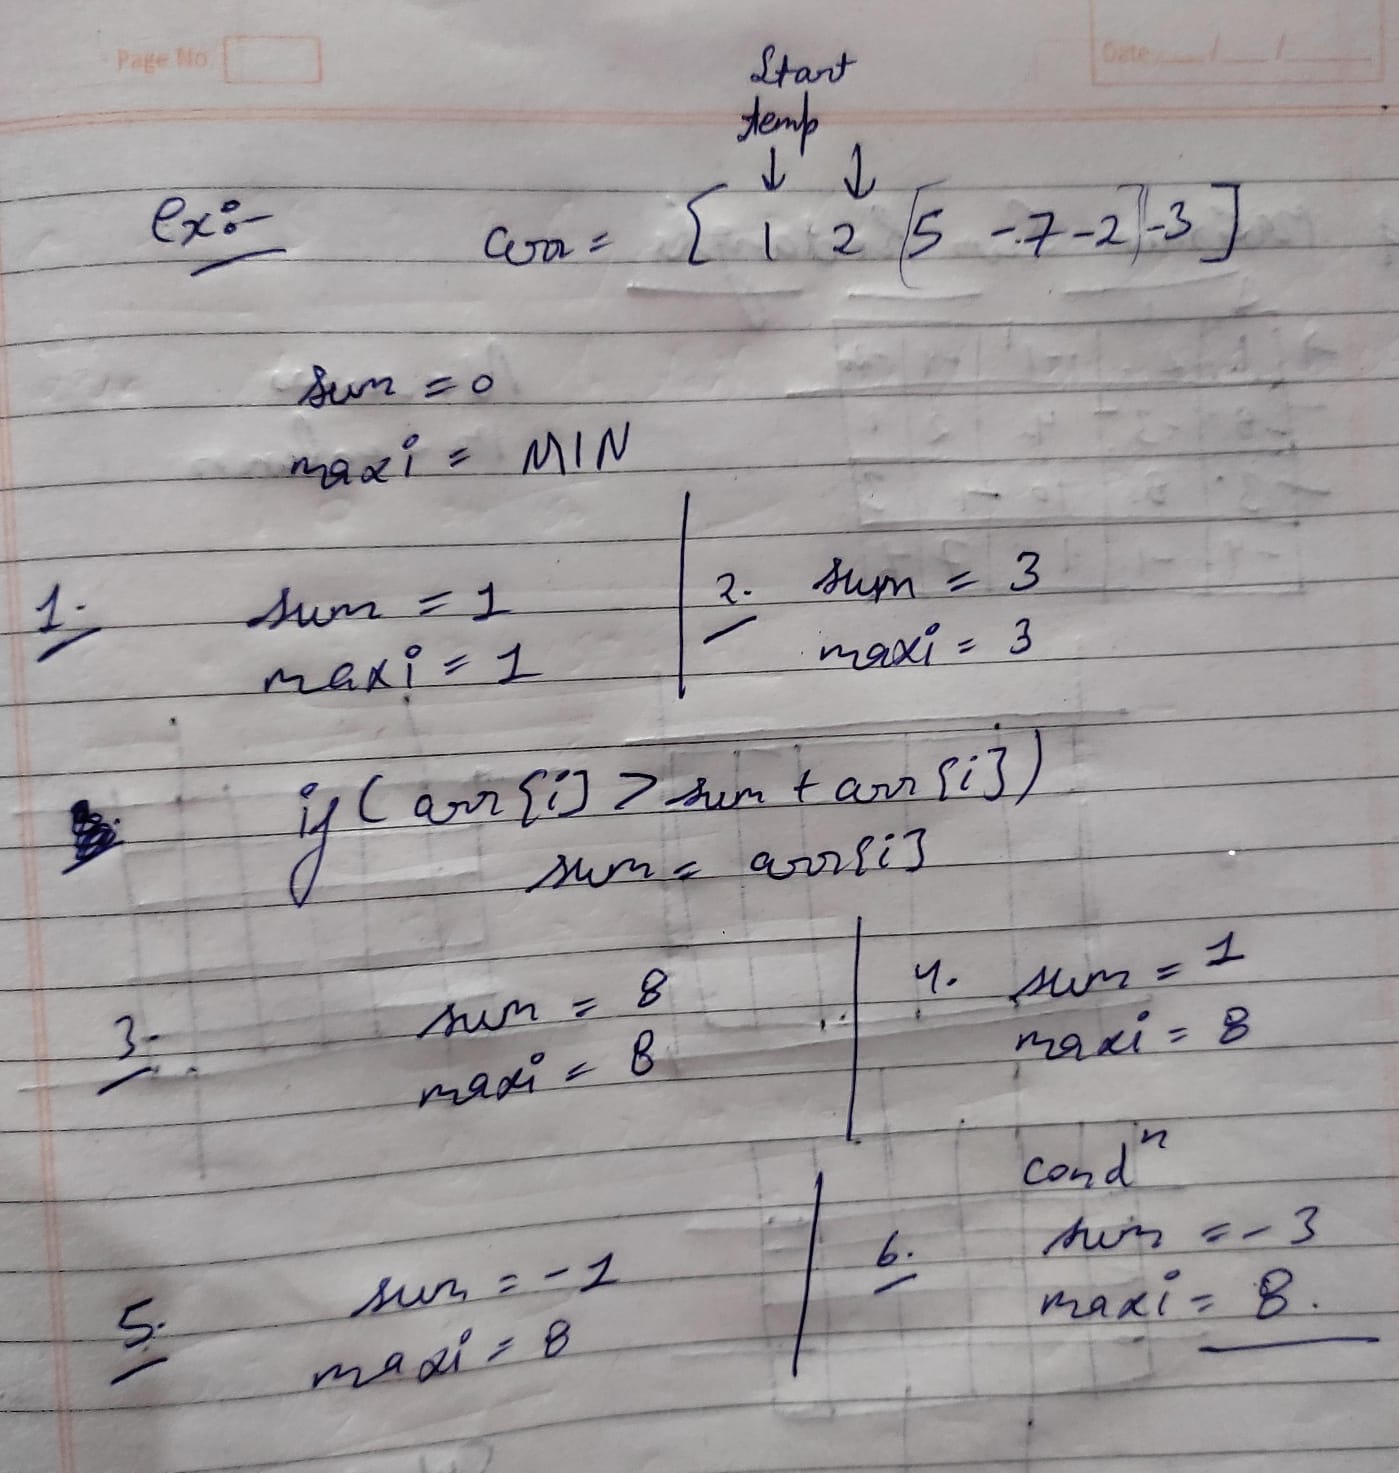 Page No
Date / /
Start
temp
↓ ↓
ex:-
arr = [ 1 2 [5 -7 -2] -3 ]
sum = 0
maxi = MIN
1. sum = 1
maxi = 1
2. sum = 3
maxi = 3
if ( arr[i] > sum + arr[i])
sum = arr[i]
3. sum = 8
maxi = 8
4. sum = 1
maxi = 8
5. sum = -1
maxi = 8
6. condⁿ
sum = -3
maxi = 8.